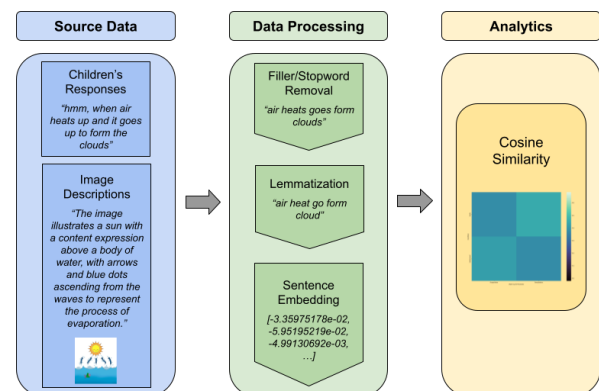 Source Data
Children's
Responses
"hmm, when air
heats up and it goes
up to form the
clouds"
Image
Descriptions
"The image
illustrates a sun with
a content expression
above a body of
water, with arrows
and blue dots
ascending from the
waves to represent
the process of
evaporation."
Data Processing
Filler/Stopword
Removal
"air heats goes form
clouds"
Lemmatization
"air heat go form
cloud"
Sentence
Embedding
[-3.35975178e-02,
-5.95195219e-02,
-4.99130692e-03,
…]
Analytics
Cosine
Similarity